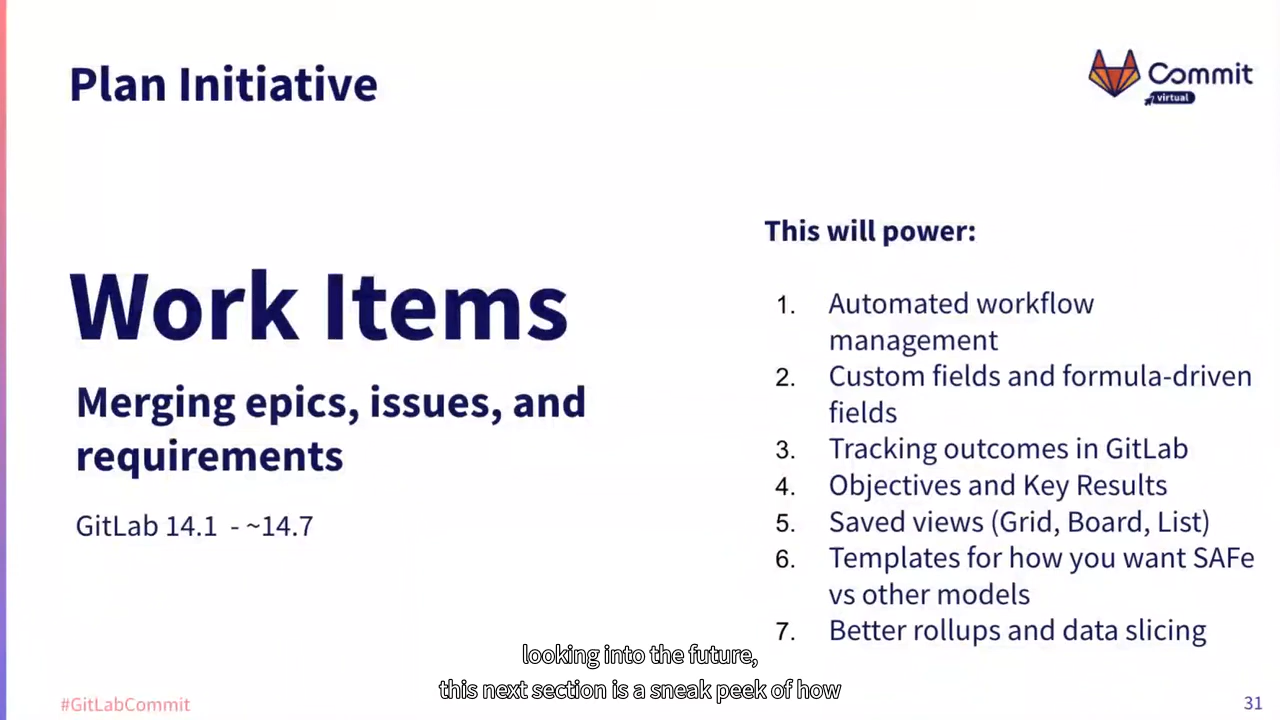 Plan Initiative
Commit
virtual
Work Items
Merging epics, issues, and
requirements
GitLab 14.1 - ~14.7
This will power:
1. Automated workflow
management
2. Custom fields and formula-driven
fields
3. Tracking outcomes in GitLab
4. Objectives and Key Results
5. Saved views (Grid, Board, List)
6. Templates for how you want SAFe
vs other models
7. Better rollups and data slicing
looking into the future,
this next section is a sneak peek of how
#GitLabCommit
31